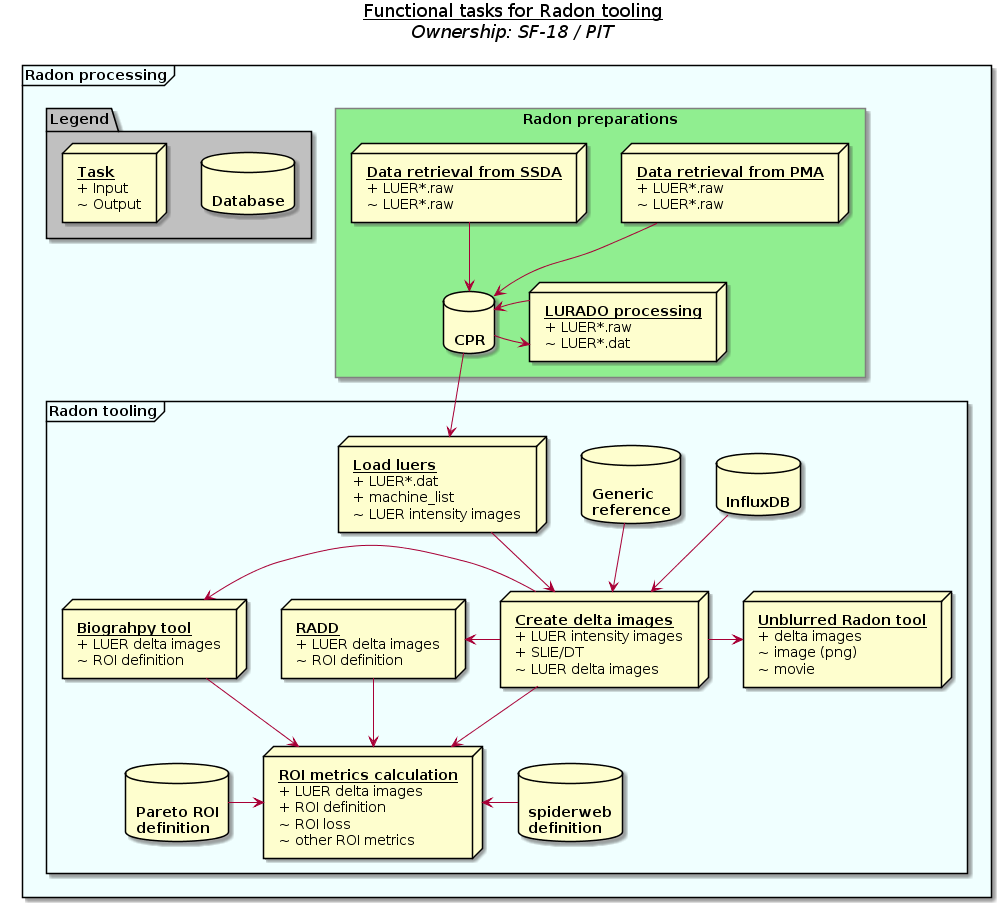 Functional tasks for Radon tooling
Ownership: SF-18 / PIT
Radon processing
Legend
Task
+ Input
~ Output
Database
Radon preparations
Data retrieval from SSDA
+ LUER*.raw
~ LUER*.raw
Data retrieval from PMA
+ LUER*.raw
~ LUER*.raw
CPR
LURADO processing
+ LUER*.raw
~ LUER*.dat
Radon tooling
Load luers
+ LUER*.dat
+ machine_list
~ LUER intensity images
Generic
reference
InfluxDB
Biograhpy tool
+ LUER delta images
~ ROI definition
RADD
+ LUER delta images
~ ROI definition
Create delta images
+ LUER intensity images
+ SLIE/DT
~ LUER delta images
Unblurred Radon tool
+ delta images
~ image (png)
~ movie
Pareto ROI
definition
ROI metrics calculation
+ LUER delta images
+ ROI definition
~ ROI loss
~ other ROI metrics
spiderweb
definition